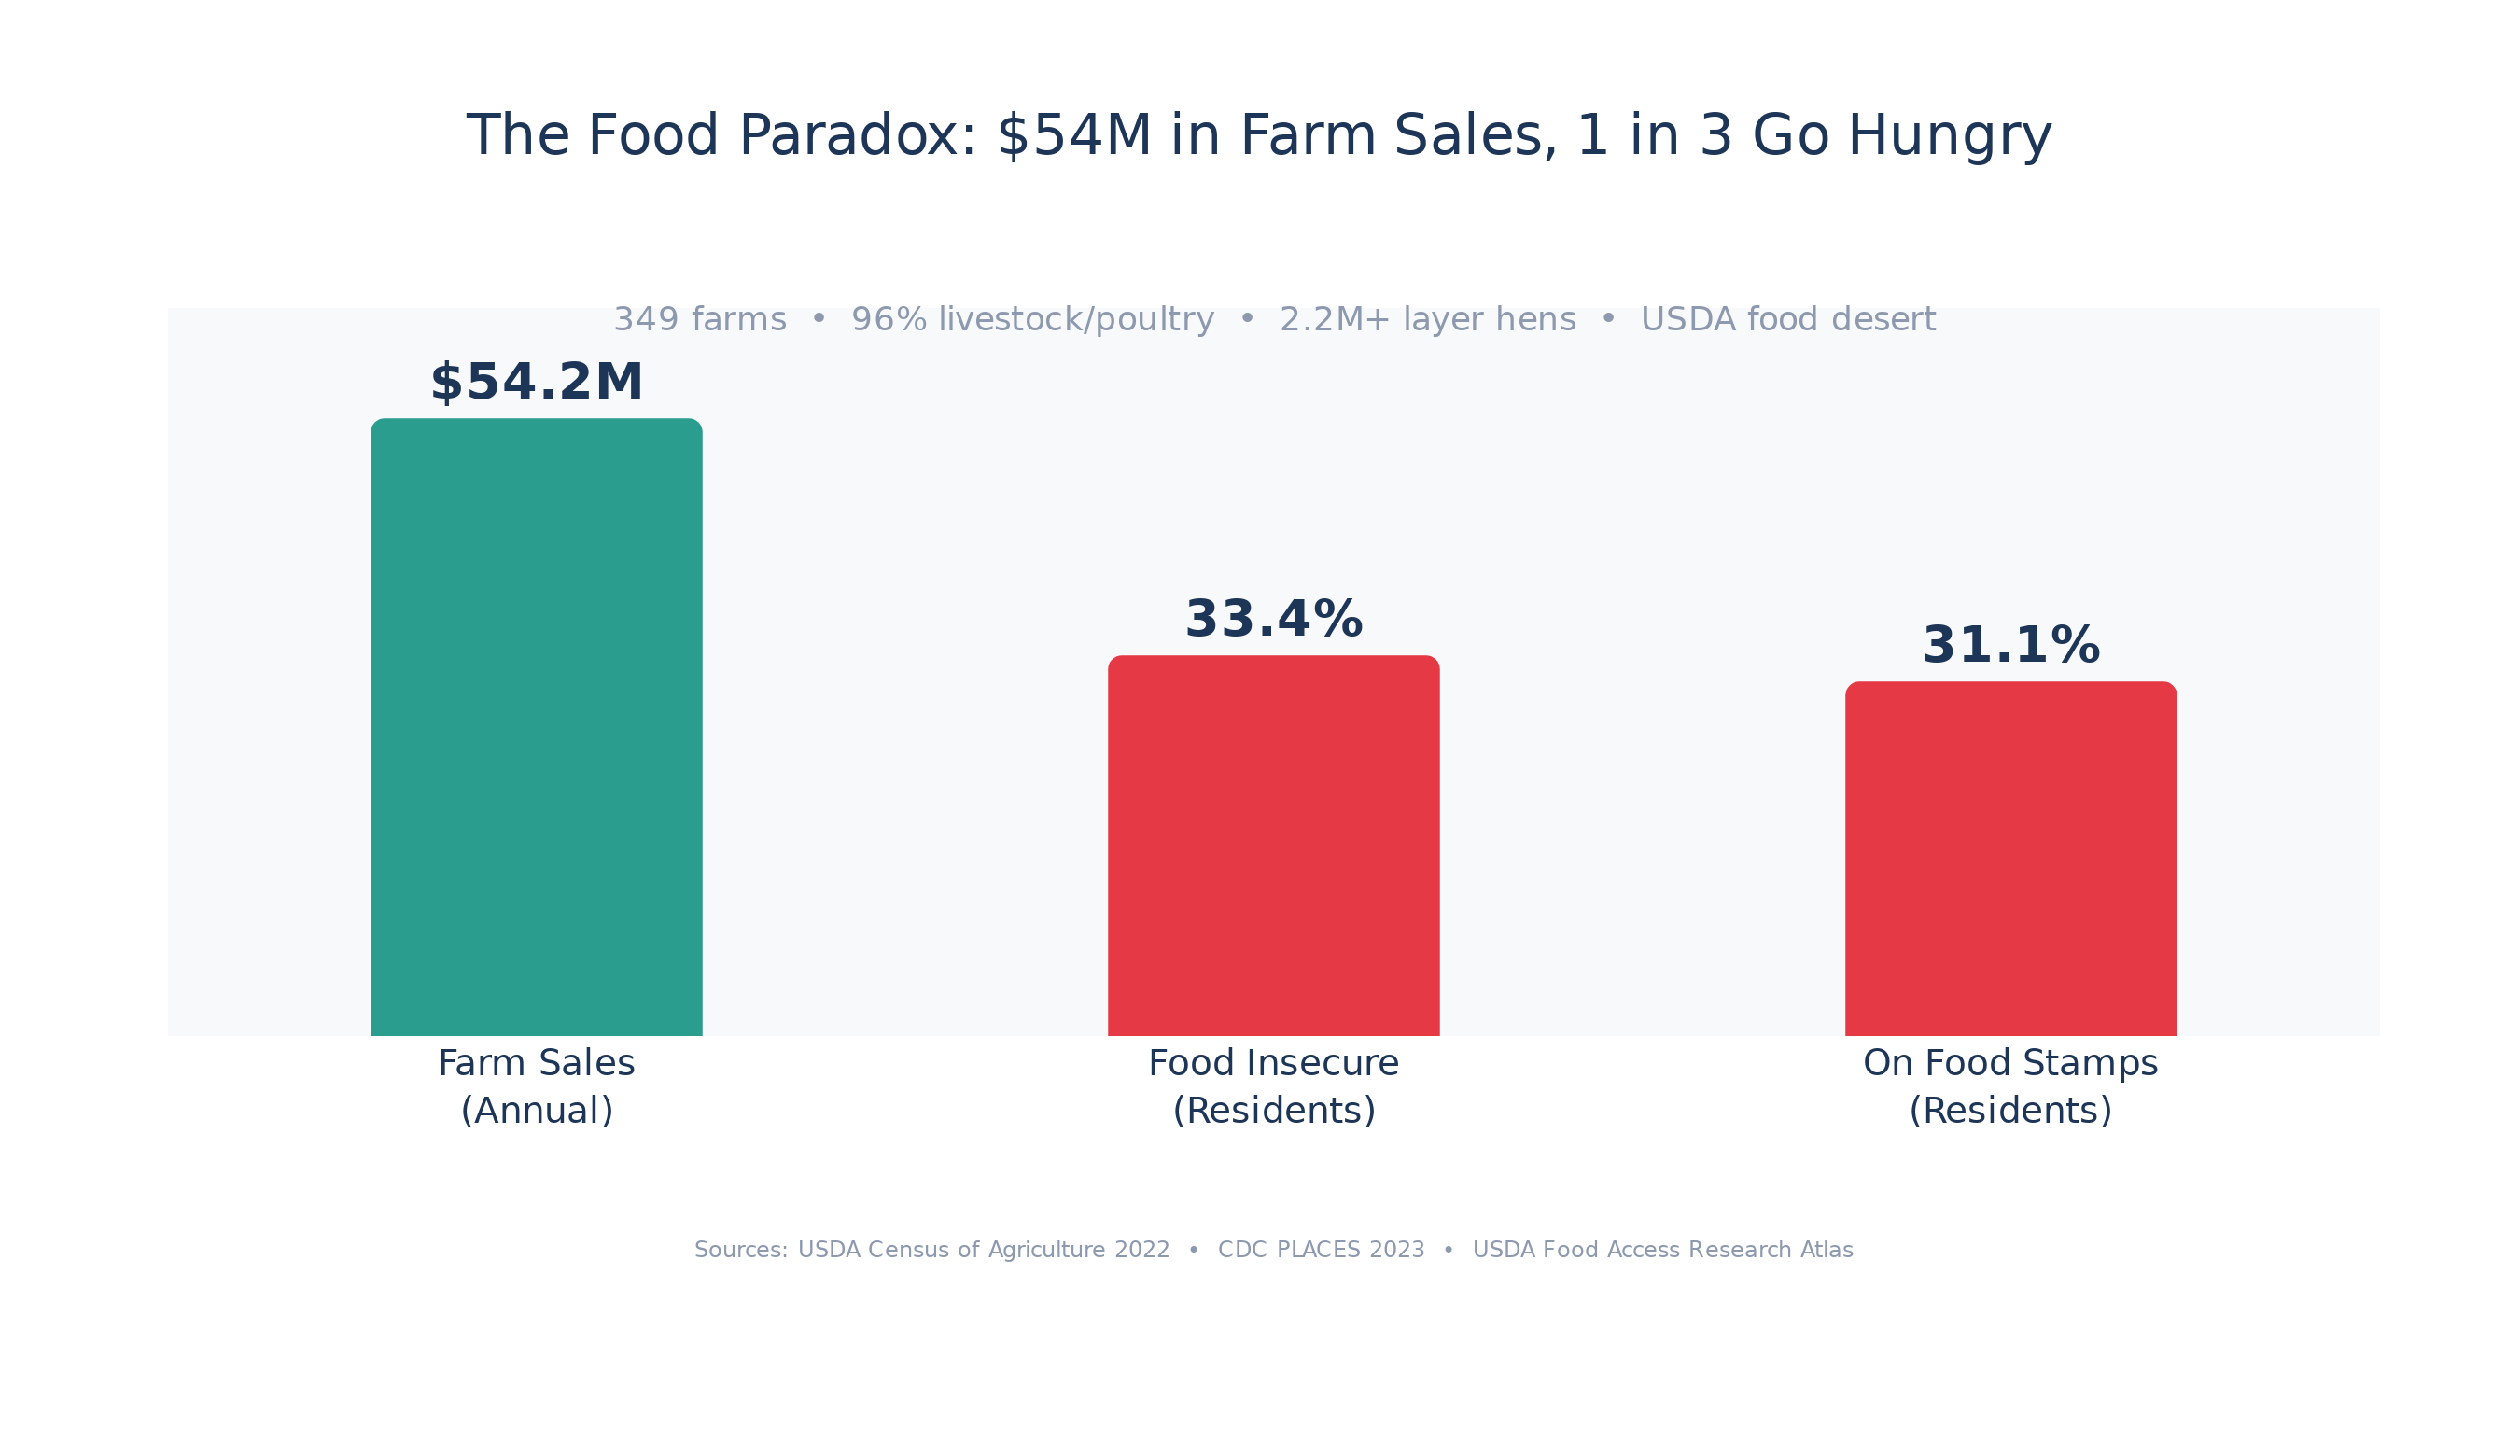 The Food Paradox: $54M in Farm Sales, 1 in 3 Go Hungry
349 farms • 96% livestock/poultry • 2.2M+ layer hens • USDA food desert
$54.2M
33.4%
31.1%
Farm Sales
(Annual)
Food Insecure
(Residents)
On Food Stamps
(Residents)
Sources: USDA Census of Agriculture 2022 • CDC PLACES 2023 • USDA Food Access Research Atlas